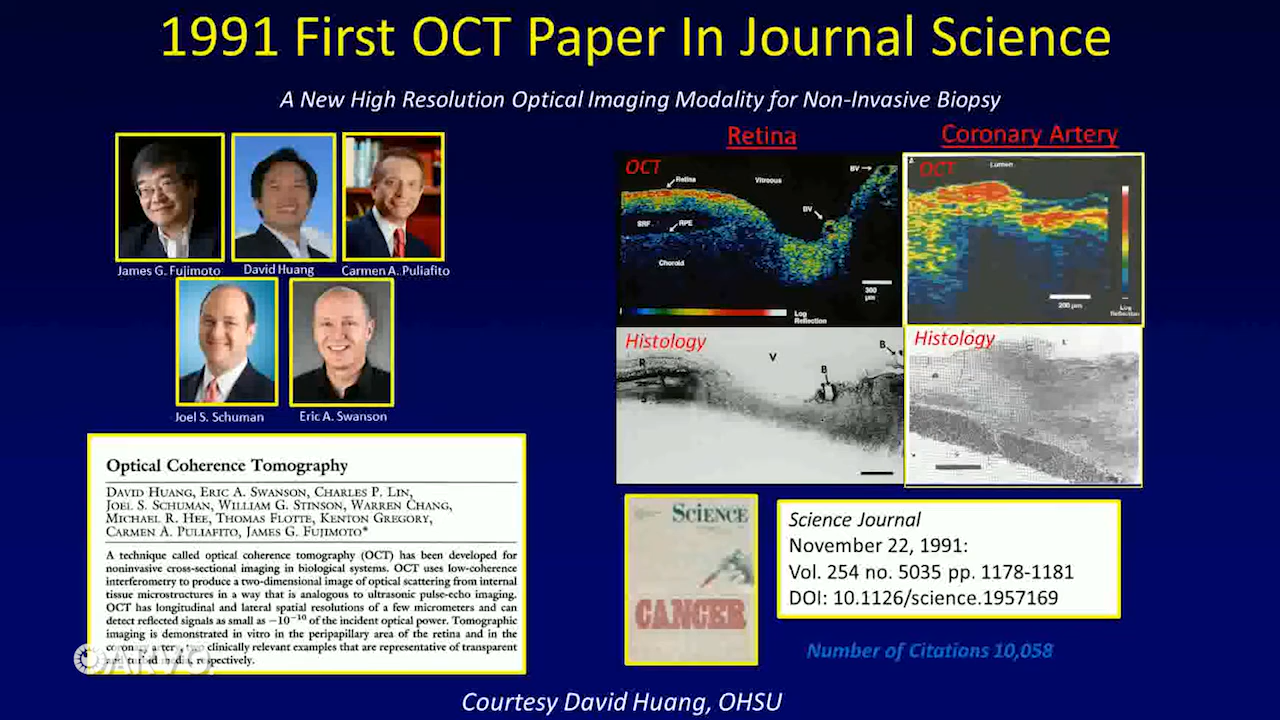 1991 First OCT Paper In Journal Science
A New High Resolution Optical Imaging Modality for Non-Invasive Biopsy
James G. Fujimoto
David Huang
Carmen A. Puliafito
Joel S. Schuman
Eric A. Swanson
Retina
Coronary Artery
OCT
Retina
Vitreous
BV
BV
SRF
RPE
Choroid
300
µm
Log
Reflection
OCT
Lumen
200 µm
Log
Reflection
Histology
R
V
B
B
Histology
Optical Coherence Tomography
DAVID HUANG, ERIC A. SWANSON, CHARLES P. LIN,
JOEL S. SCHUMAN, WILLIAM G. STINSON, WARREN CHANG,
MICHAEL R. HEE, THOMAS FLOTTE, KENTON GREGORY,
CARMEN A. PULIAFITO, JAMES G. FUJIMOTO*
A technique called optical coherence tomography (OCT) has been developed for
noninvasive cross-sectional imaging in biological systems. OCT uses low-coherence
interferometry to produce a two-dimensional image of optical scattering from internal
tissue microstructures in a way that is analogous to ultrasonic pulse-echo imaging.
OCT has longitudinal and lateral spatial resolutions of a few micrometers and can
detect reflected signals as small as ~10⁻¹⁰ of the incident optical power. Tomographic
imaging is demonstrated in vitro in the peripapillary area of the retina and in the
clinically relevant examples that are representative of transparent
respectively.
ARVO
SCIENCE
CANCER
Science Journal
November 22, 1991:
Vol. 254 no. 5035 pp. 1178-1181
DOI: 10.1126/science.1957169
Number of Citations 10,058
Courtesy David Huang, OHSU